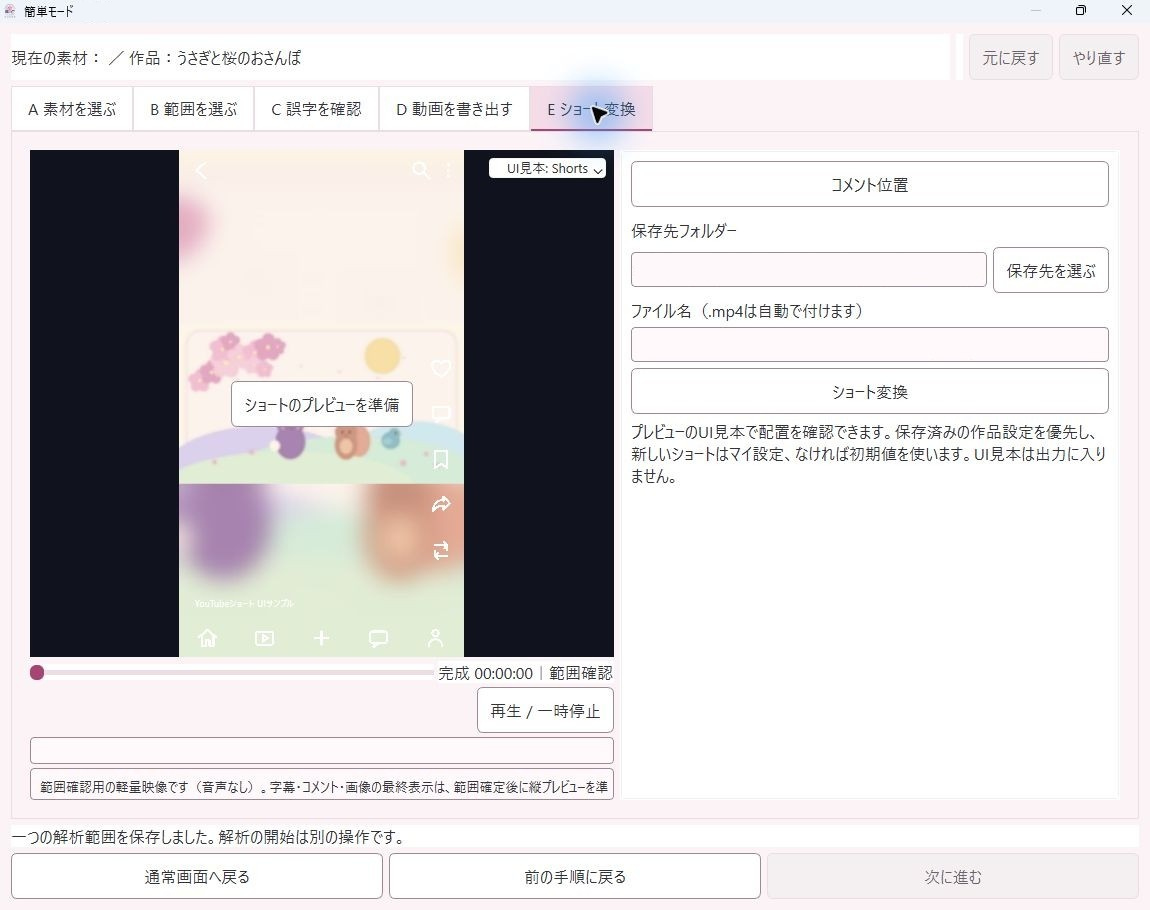 簡単モード
現在の素材： ／ 作品：うさぎと桜のおさんぽ
元に戻す
やり直す
A 素材を選ぶ
B 範囲を選ぶ
C 誤字を確認
D 動画を書き出す
E ショート変換
UI見本: Shorts
ショートのプレビューを準備
YouTubeショート UIサンプル
完成 00:00:00｜範囲確認
再生 / 一時停止
範囲確認用の軽量映像です（音声なし）。字幕・コメント・画像の最終表示は、範囲確定後に縦プレビューを準
コメント位置
保存先フォルダー
保存先を選ぶ
ファイル名（.mp4は自動で付けます）
ショート変換
プレビューのUI見本で配置を確認できます。保存済みの作品設定を優先し、
新しいショートはマイ設定、なければ初期値を使います。UI見本は出力に入り
ません。
一つの解析範囲を保存しました。解析の開始は別の操作です。
通常画面へ戻る
前の手順に戻る
次に進む